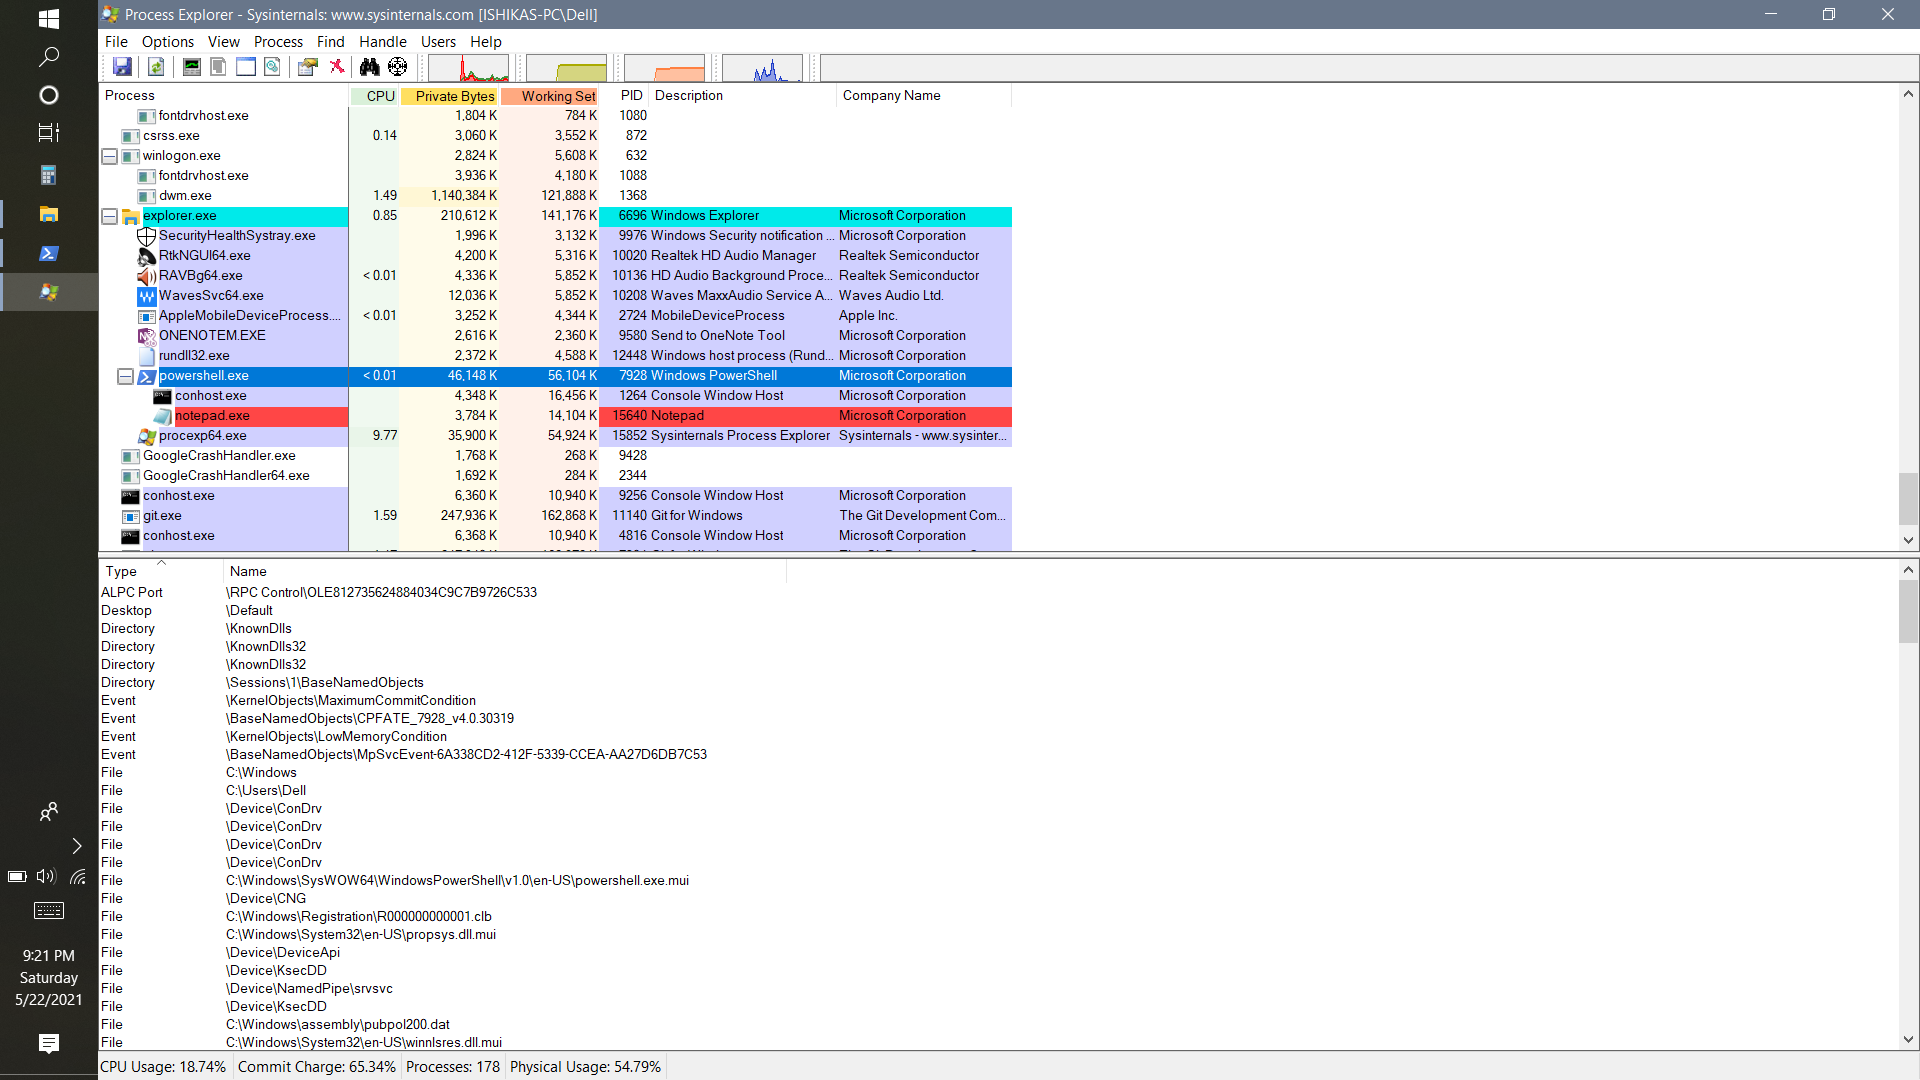 Process Explorer - Sysinternals: www.sysinternals.com [ISHIKAS-PC\Dell]
File Options View Process Find Handle Users Help
Process CPU Private Bytes Working Set PID Description Company Name
fontdrvhost.exe 1,804 K 784 K 1080
csrss.exe 0.14 3,060 K 3,552 K 872
winlogon.exe 2,824 K 5,608 K 632
fontdrvhost.exe 3,936 K 4,180 K 1088
dwm.exe 1.49 1,140,384 K 121,888 K 1368
explorer.exe 0.85 210,612 K 141,176 K 6696 Windows Explorer Microsoft Corporation
SecurityHealthSystray.exe 1,996 K 3,132 K 9976 Windows Security notification ... Microsoft Corporation
RtkNGUI64.exe 4,200 K 5,316 K 10020 Realtek HD Audio Manager Realtek Semiconductor
RAVBg64.exe < 0.01 4,336 K 5,852 K 10136 HD Audio Background Proce... Realtek Semiconductor
WavesSvc64.exe 12,036 K 5,852 K 10208 Waves MaxxAudio Service A... Waves Audio Ltd.
AppleMobileDeviceProcess.... < 0.01 3,252 K 4,344 K 2724 MobileDeviceProcess Apple Inc.
ONENOTEM.EXE 2,616 K 2,360 K 9580 Send to OneNote Tool Microsoft Corporation
rundll32.exe 2,372 K 4,588 K 12448 Windows host process (Rund... Microsoft Corporation
powershell.exe < 0.01 46,148 K 56,104 K 7928 Windows PowerShell Microsoft Corporation
conhost.exe 4,348 K 16,456 K 1264 Console Window Host Microsoft Corporation
notepad.exe 3,784 K 14,104 K 15640 Notepad Microsoft Corporation
procexp64.exe 9.77 35,900 K 54,924 K 15852 Sysinternals Process Explorer Sysinternals - www.sysinter...
GoogleCrashHandler.exe 1,768 K 268 K 9428
GoogleCrashHandler64.exe 1,692 K 284 K 2344
conhost.exe 6,360 K 10,940 K 9256 Console Window Host Microsoft Corporation
git.exe 1.59 247,936 K 162,868 K 11140 Git for Windows The Git Development Com...
conhost.exe 6,368 K 10,940 K 4816 Console Window Host Microsoft Corporation
Type Name
ALPC Port \RPC Control\OLE812735624884034C9C7B9726C533
Desktop \Default
Directory \KnownDlls
Directory \KnownDlls32
Directory \KnownDlls32
Directory \Sessions\1\BaseNamedObjects
Event \KernelObjects\MaximumCommitCondition
Event \BaseNamedObjects\CPFATE_7928_v4.0.30319
Event \KernelObjects\LowMemoryCondition
Event \BaseNamedObjects\MpSvcEvent-6A338CD2-412F-5339-CCEA-AA27D6DB7C53
File C:\Windows
File C:\Users\Dell
File \Device\ConDrv
File \Device\ConDrv
File \Device\ConDrv
File \Device\ConDrv
File C:\Windows\SysWOW64\WindowsPowerShell\v1.0\en-US\powershell.exe.mui
File \Device\CNG
File C:\Windows\Registration\R000000000001.clb
File C:\Windows\System32\en-US\propsys.dll.mui
File \Device\DeviceApi
File \Device\KsecDD
File \Device\NamedPipe\srvsvc
File \Device\KsecDD
File C:\Windows\assembly\pubpol200.dat
File C:\Windows\System32\en-US\winnlsres.dll.mui
CPU Usage: 18.74% Commit Charge: 65.34% Processes: 178 Physical Usage: 54.79%
9:21 PM
Saturday
5/22/2021